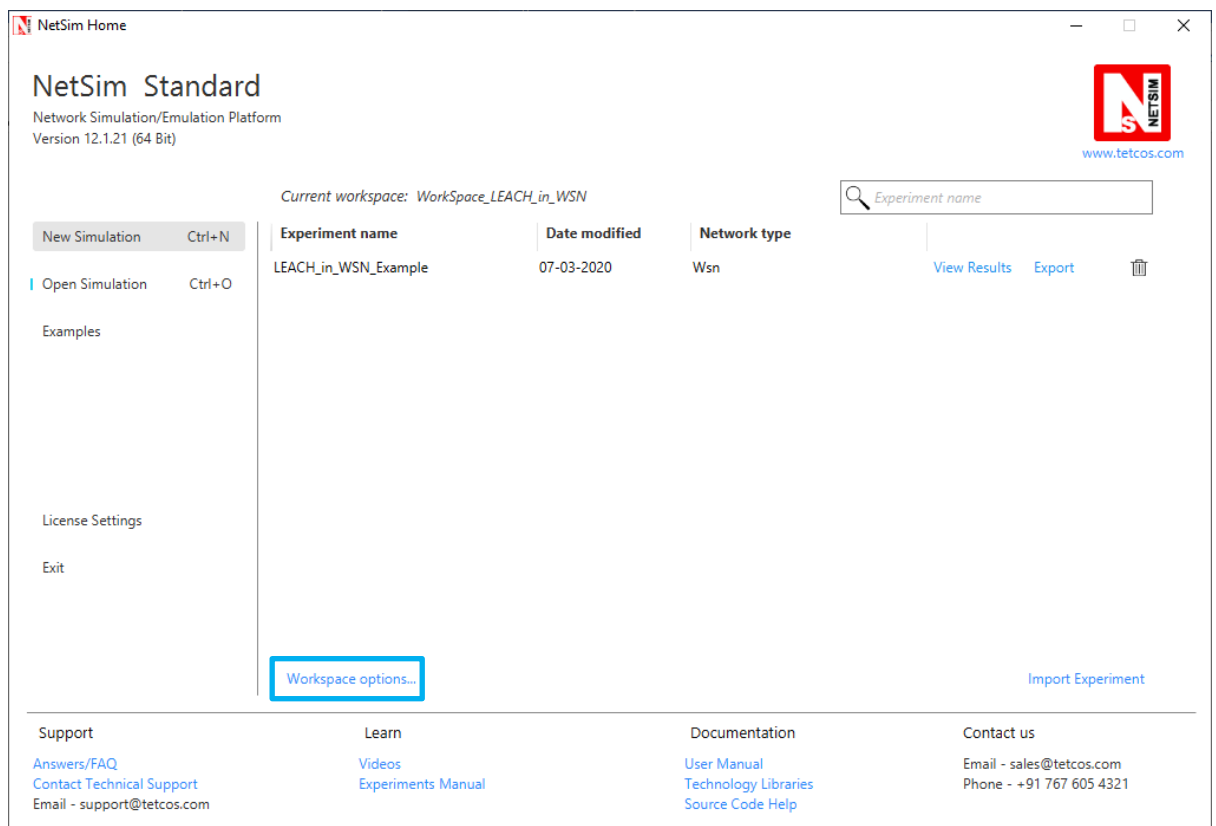 NetSim Home
NetSim Standard
Network Simulation/Emulation Platform
Version 12.1.21 (64 Bit)
N
S
NETSIM
www.tetcos.com
Current workspace: WorkSpace_LEACH_in_WSN
Experiment name
New Simulation Ctrl+N
Open Simulation Ctrl+O
Examples
License Settings
Exit
Experiment name Date modified Network type
LEACH_in_WSN_Example 07-03-2020 Wsn View Results Export
Workspace options...
Import Experiment
Support
Answers/FAQ
Contact Technical Support
Email - support@tetcos.com
Learn
Videos
Experiments Manual
Documentation
User Manual
Technology Libraries
Source Code Help
Contact us
Email - sales@tetcos.com
Phone - +91 767 605 4321